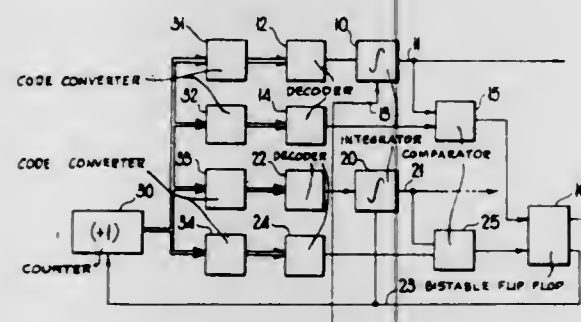 31 12 10
11
CODE CONVERTER
DECODER
13
15
32 14
INTEGRATOR
COMPARATOR
CODE CONVERTER
33 22 DECODER 20
21
30
(+1)
34 24
25
COUNTER
23 BISTABLE FLIP FLOP